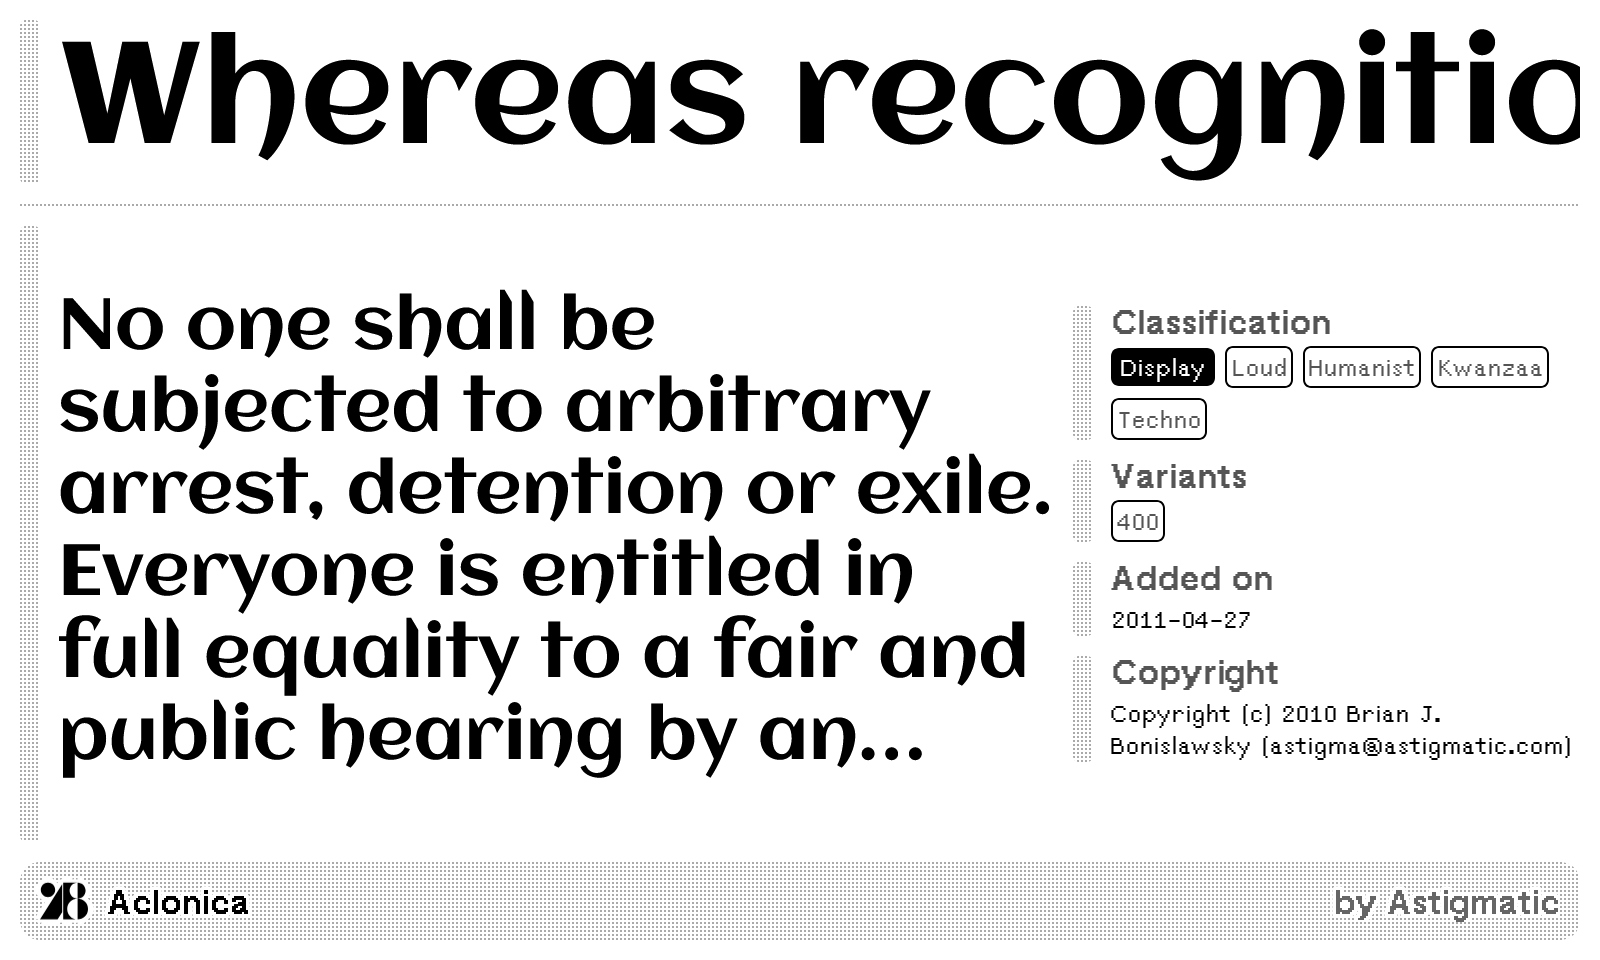 Whereas recognitio
No one shall be
subjected to arbitrary
arrest, detention or exile.
Everyone is entitled in
full equality to a fair and
public hearing by an...
Classification
Display Loud Humanist Kwanzaa
Techno
Variants
400
Added on
2011-04-27
Copyright
Copyright (c) 2010 Brian J.
Bonislawsky (astigma@astigmatic.com)
Aclonica
by Astigmatic